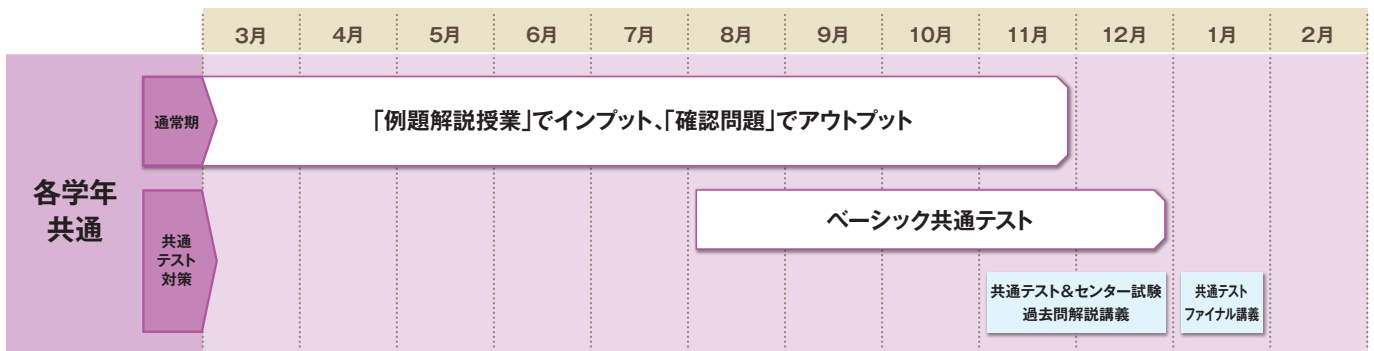 3月 4月 5月 6月 7月 8月 9月 10月 11月 12月 1月 2月
各学年
共通
通常期
「例題解説授業」でインプット、「確認問題」でアウトプット
共通
テスト
対策
ベーシック共通テスト
共通テスト&センター試験
過去問解説講義
共通テスト
ファイナル講義